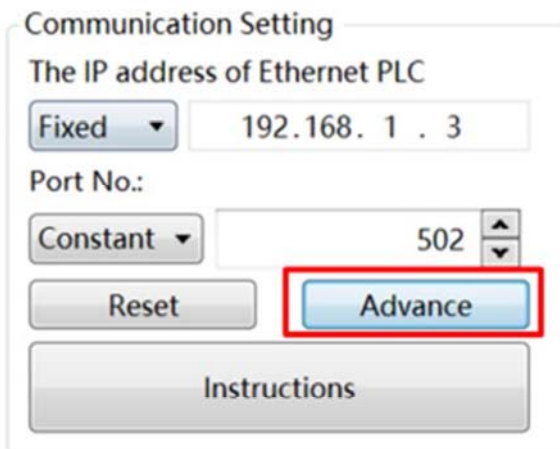 Communication Setting
The IP address of Ethernet PLC
Fixed 192.168. 1 . 3
Port No.:
Constant 502
Reset Advance
Instructions